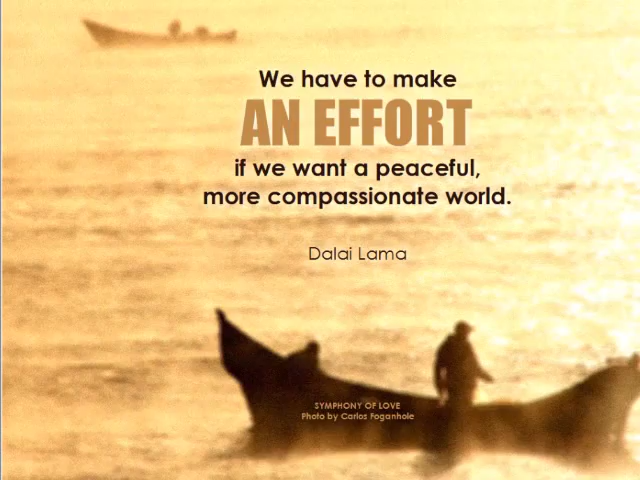 We have to make
AN EFFORT
if we want a peaceful,
more compassionate world.
Dalai Lama
SYMPHONY OF LOVE
Photo by Carlos Foganhole